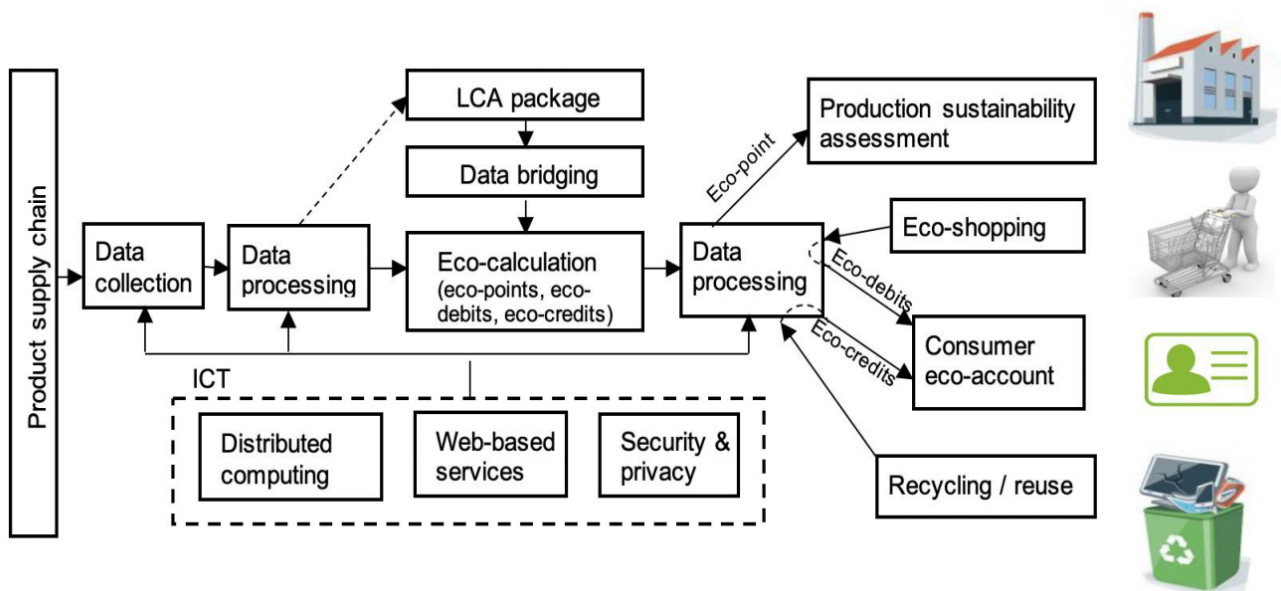 Product supply chain
Data
collection
Data
processing
LCA package
Data bridging
Eco-calculation
(eco-points, eco-
debits, eco-credits)
Data
processing
Eco-point
Production sustainability
assessment
Eco-shopping
Eco-debits
Eco-credits
Consumer
eco-account
Recycling / reuse
ICT
Distributed
computing
Web-based
services
Security &
privacy